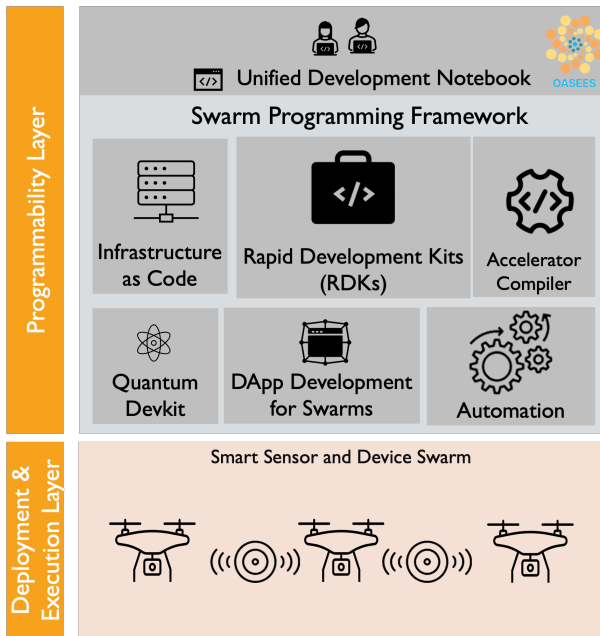 Programmability Layer
Unified Development Notebook
OASEES
Swarm Programming Framework
Infrastructure
as Code
Rapid Development Kits
(RDKs)
Accelerator
Compiler
Quantum
Devkit
DApp Development
for Swarms
Automation
Deployment &
Execution Layer
Smart Sensor and Device Swarm